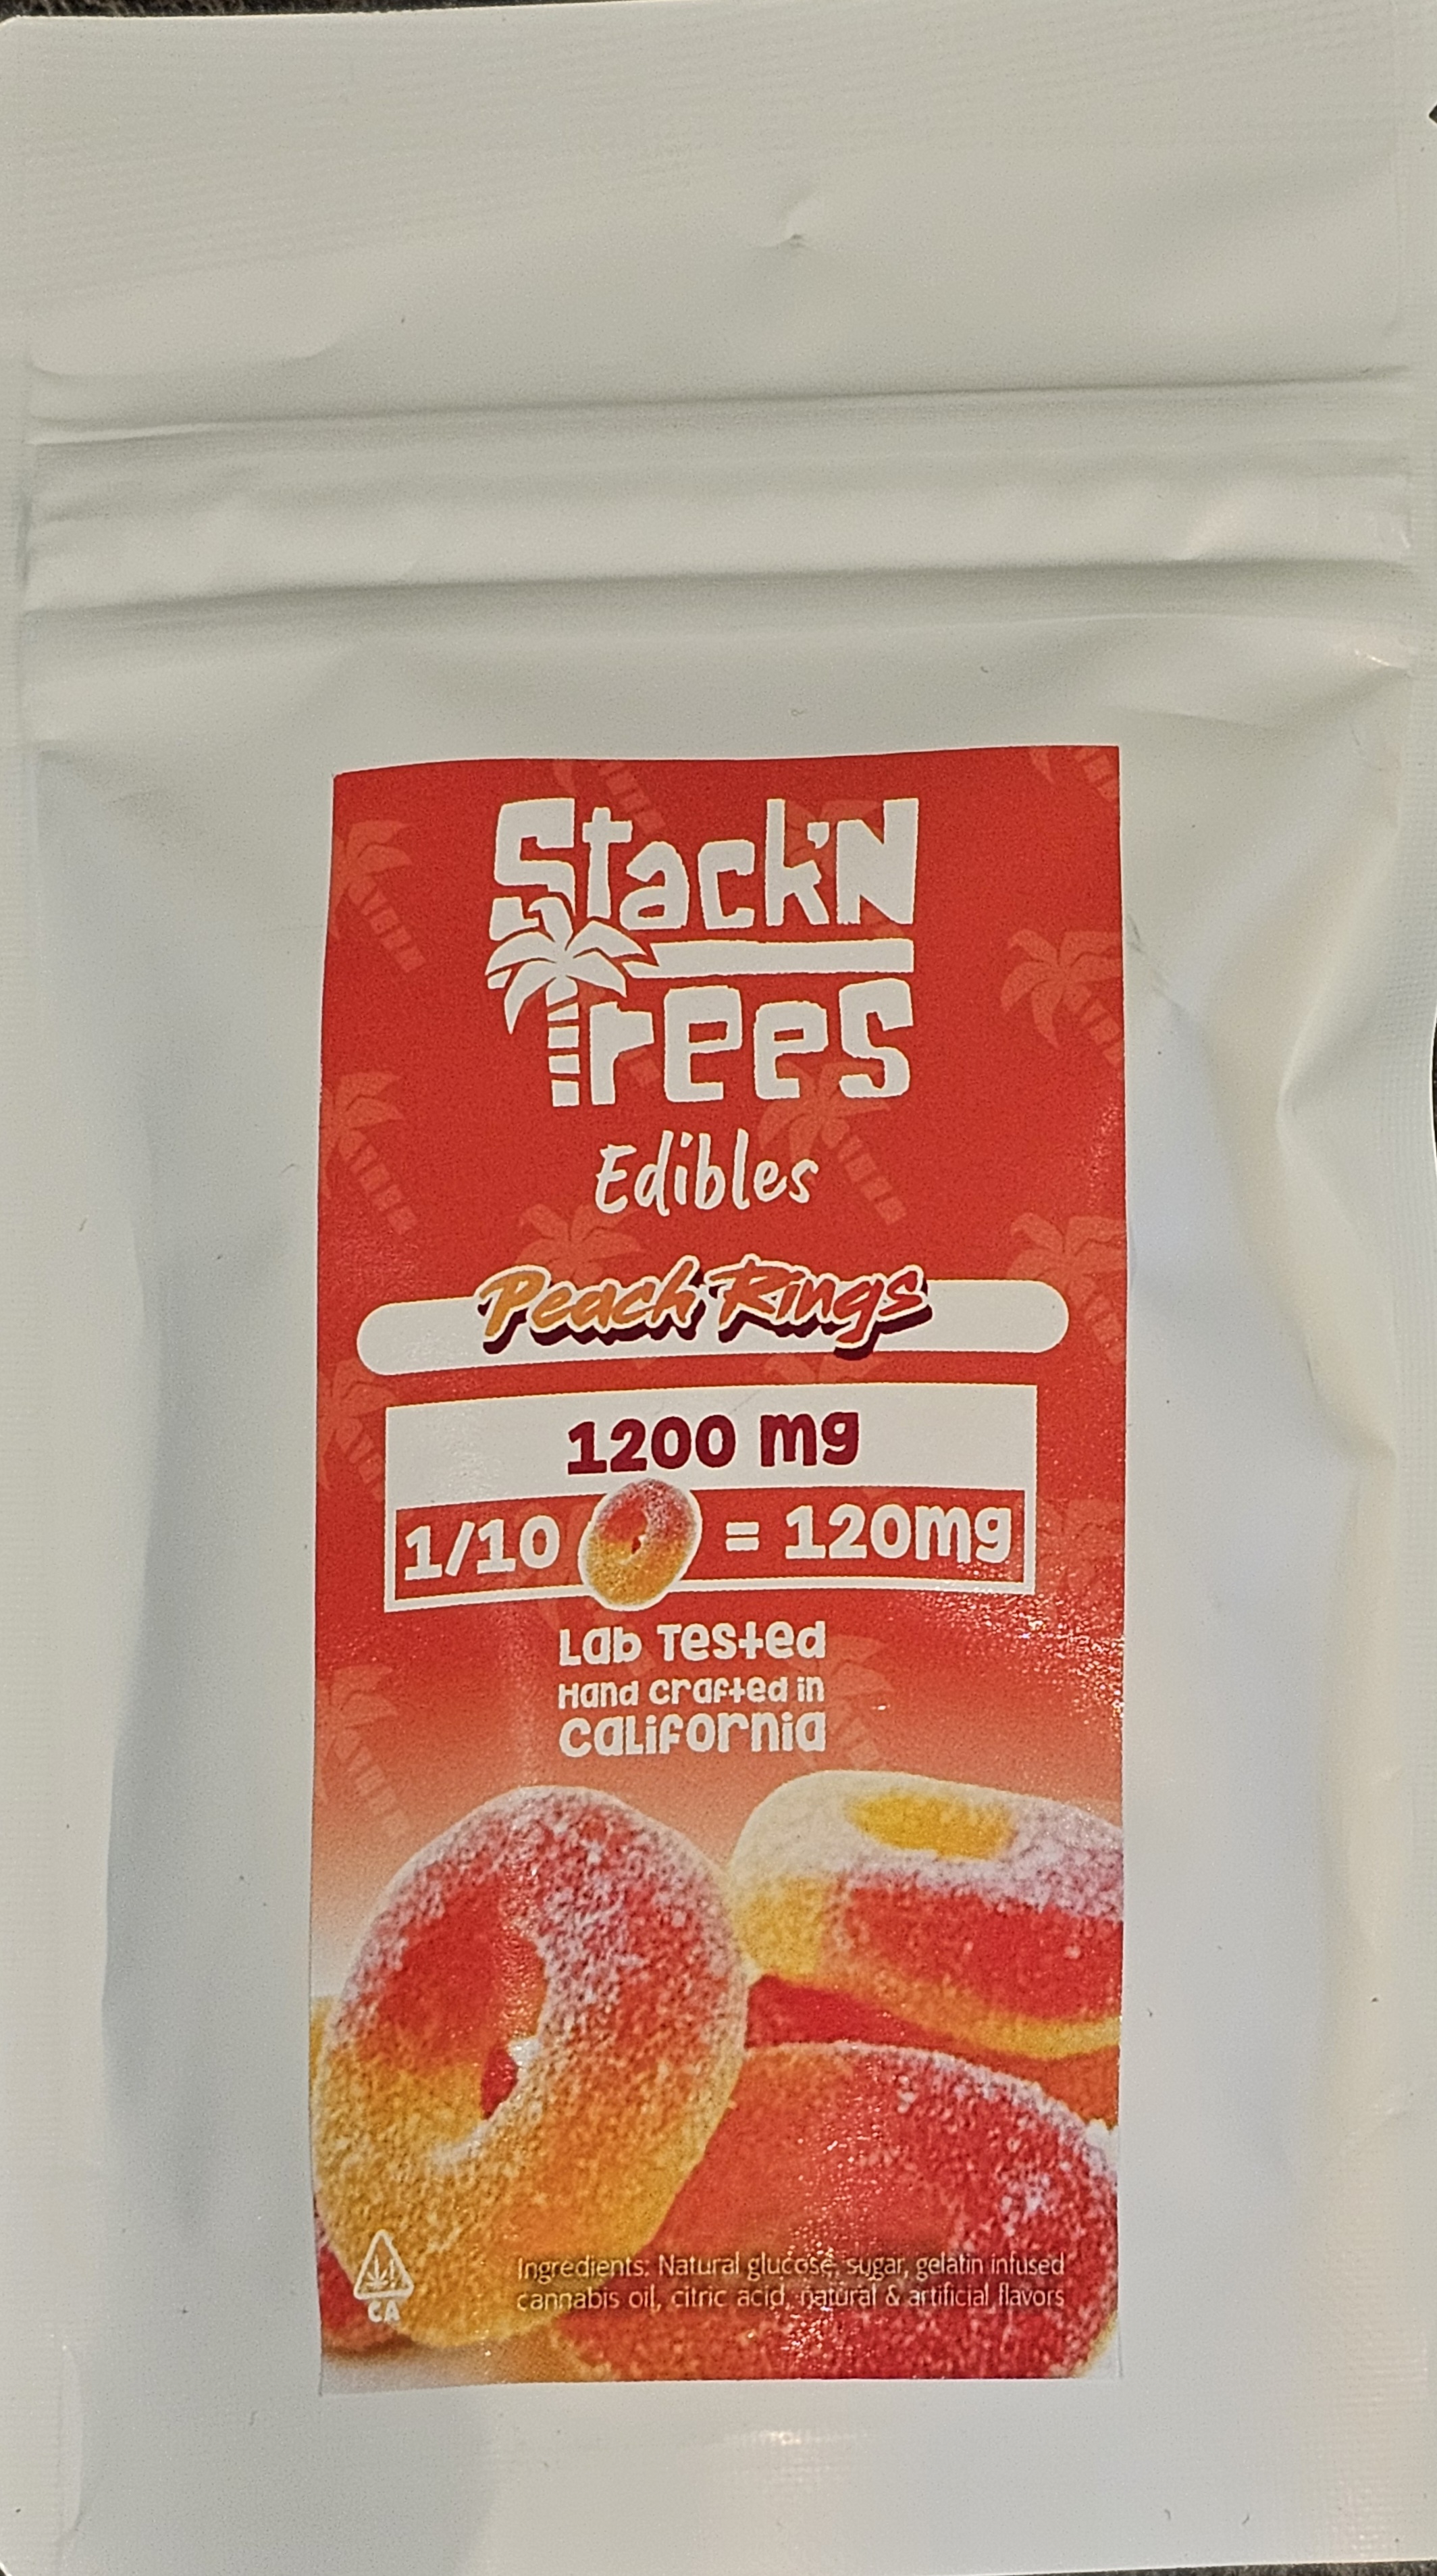 Stack'N
Trees
Edibles
Peach Rings
1200 mg
1/10 = 120mg
Lab Tested
Hand Crafted in
California
Ingredients: Natural glucose, sugar, gelatin infused
cannabis oil, citric acid, natural & artificial flavors
CA